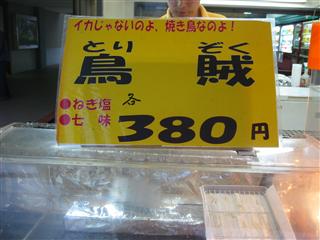 イカじゃないのよ、焼き鳥なのよ!
とり ぞく
鳥 賊
●ねぎ塩 各
●七味 380円